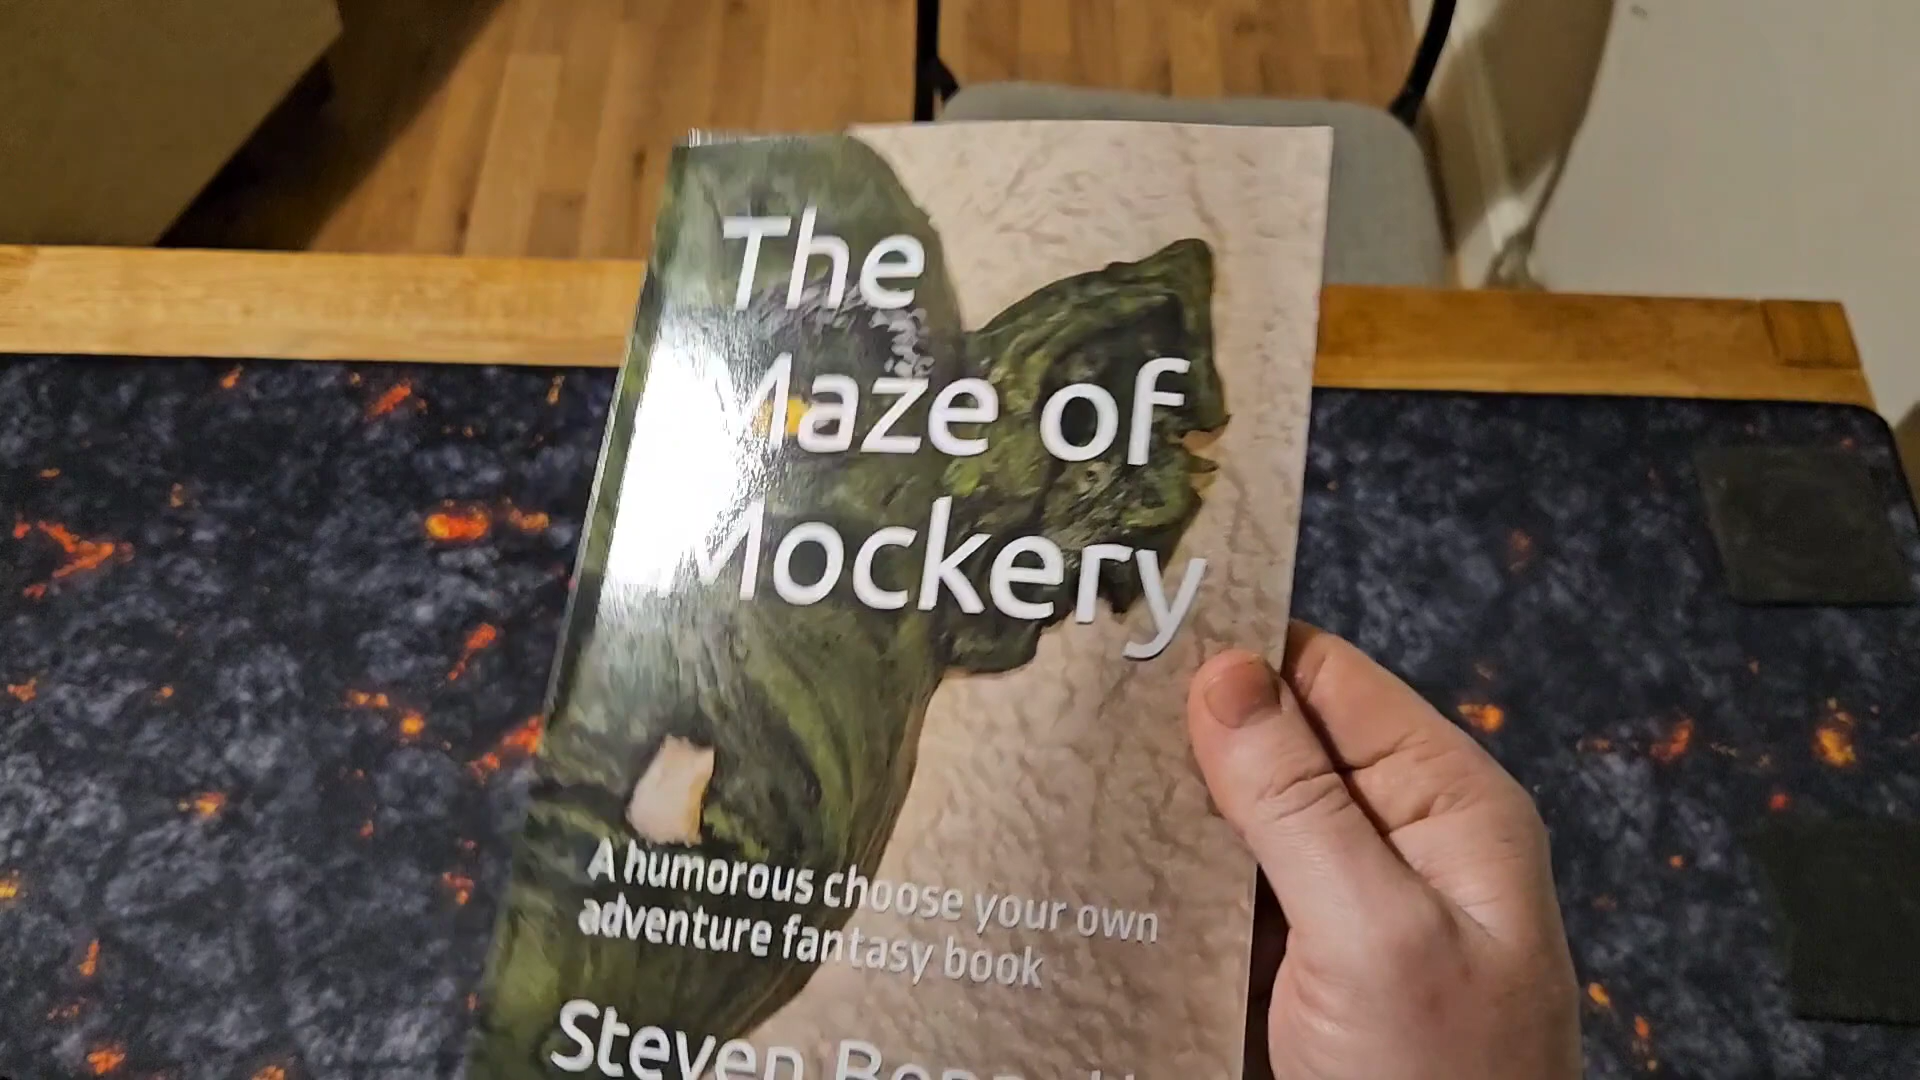 The
Maze of
Mockery
A humorous choose your own
adventure fantasy book
Steven